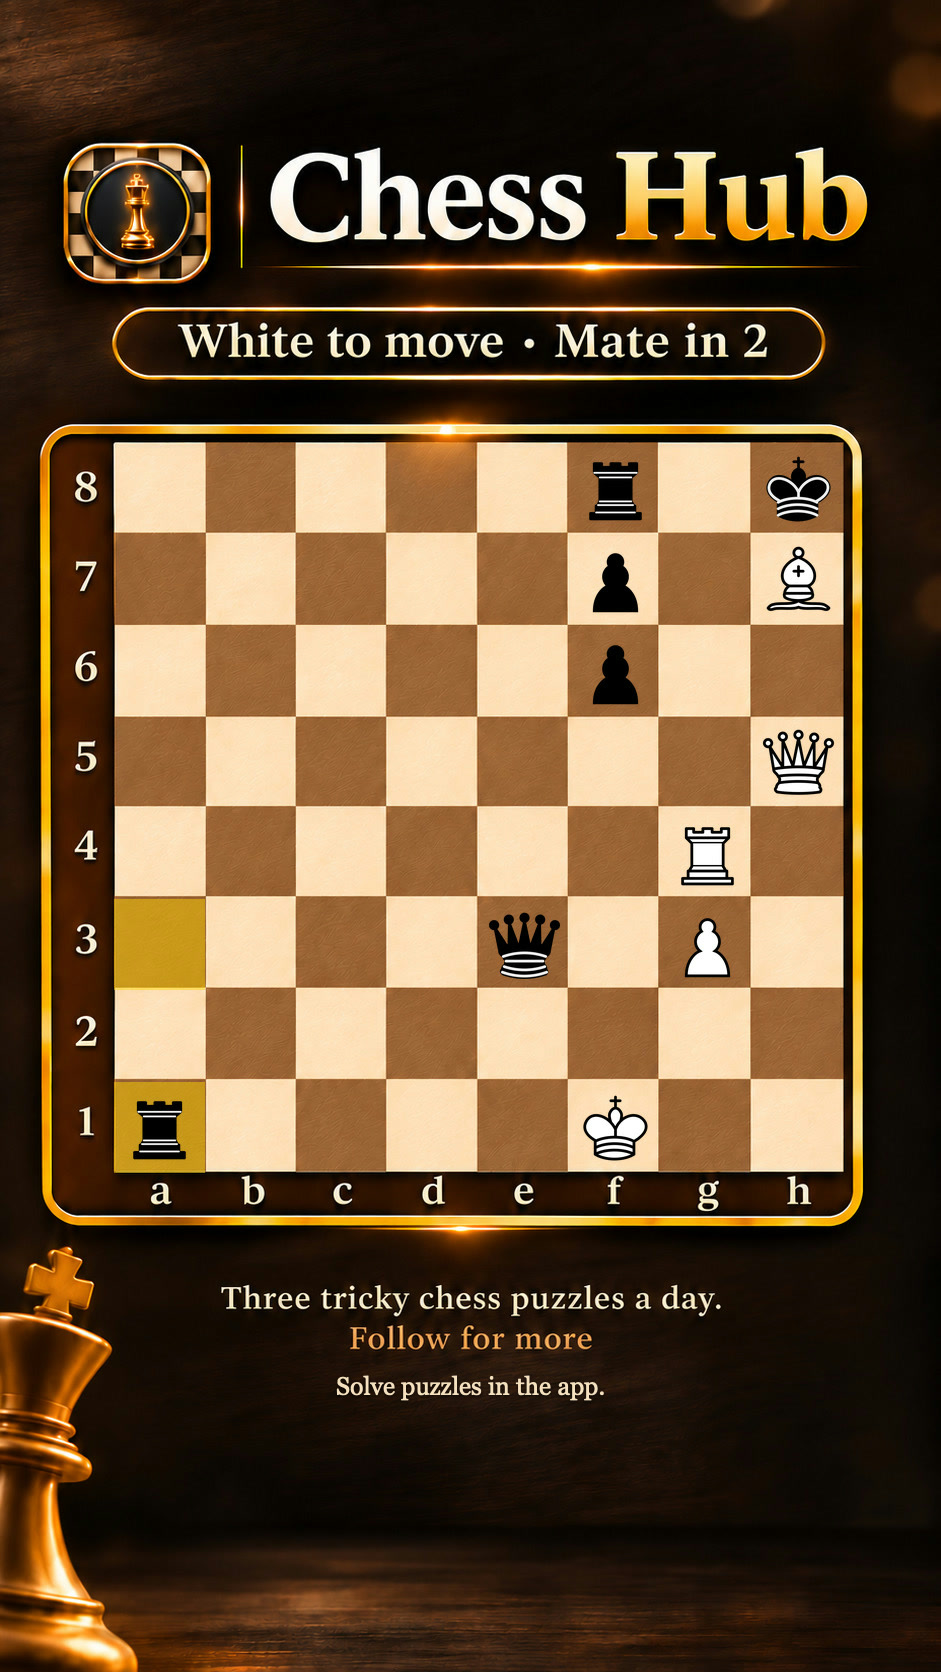 Chess Hub
White to move • Mate in 2
8
7
6
5
4
3
2
1
a b c d e f g h
Three tricky chess puzzles a day.
Follow for more
Solve puzzles in the app.